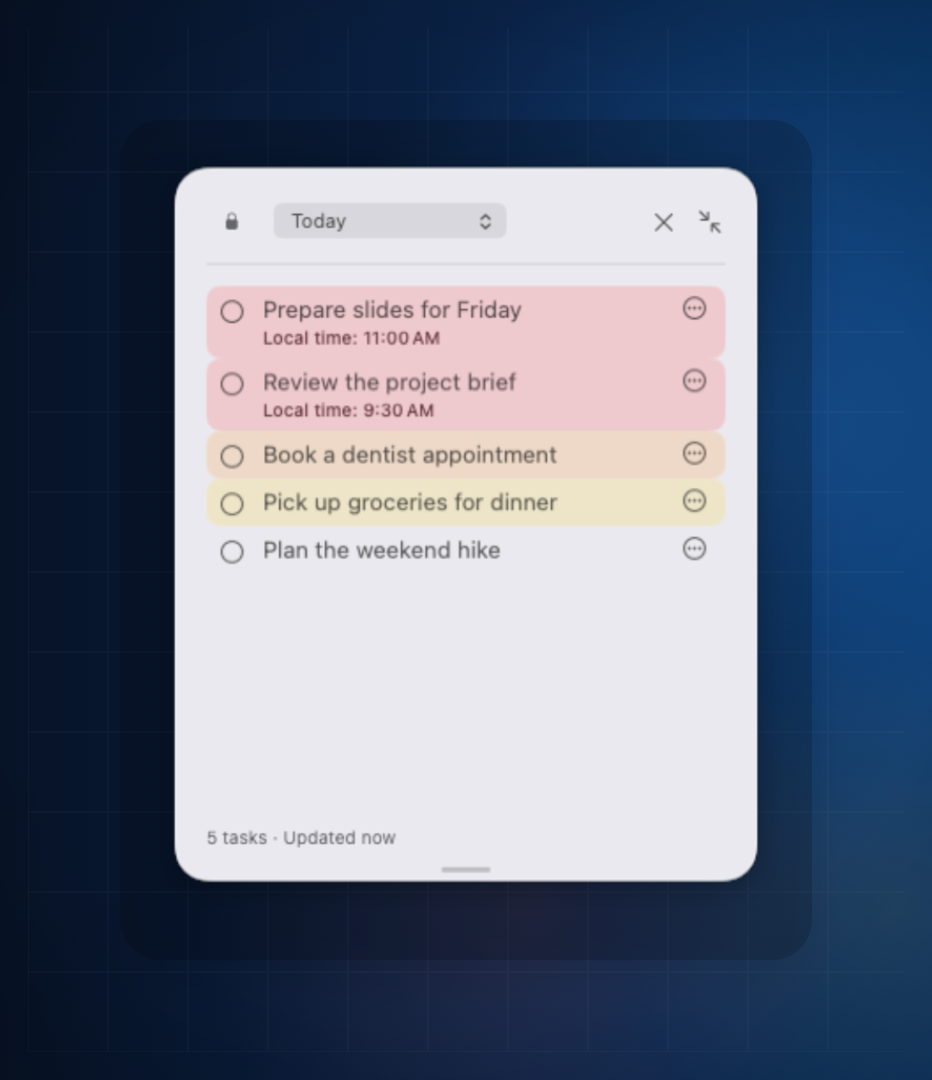 Today
Prepare slides for Friday
Local time: 11:00 AM
Review the project brief
Local time: 9:30 AM
Book a dentist appointment
Pick up groceries for dinner
Plan the weekend hike
5 tasks · Updated now